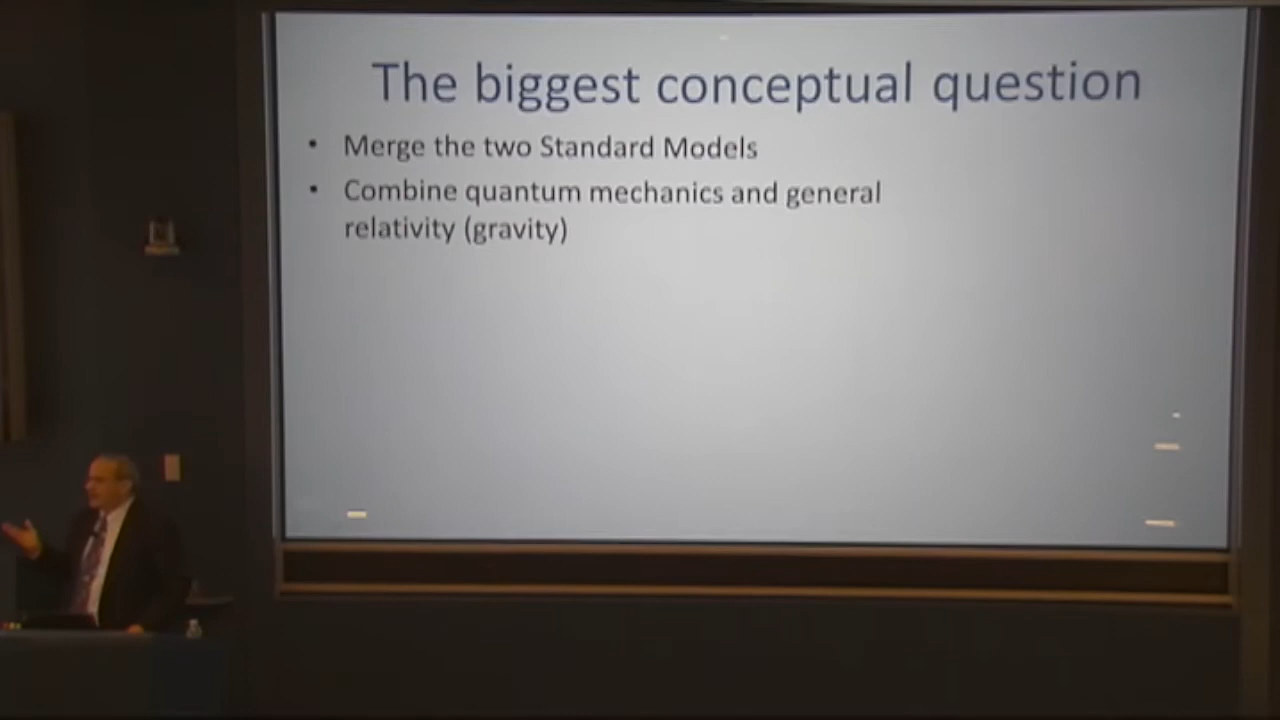 The biggest conceptual question
• Merge the two Standard Models
• Combine quantum mechanics and general
relativity (gravity)